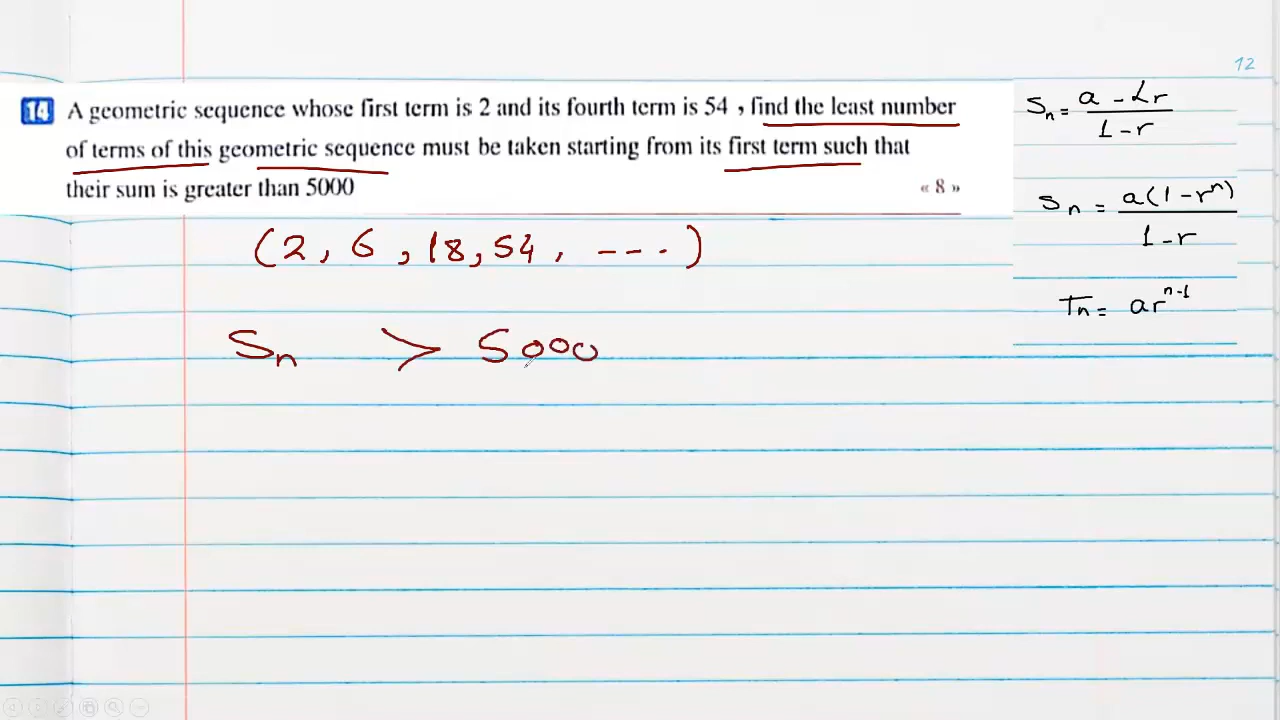 12
14 A geometric sequence whose first term is 2 and its fourth term is 54 , find the least number
of terms of this geometric sequence must be taken starting from its first term such that
their sum is greater than 5000 « 8 »
(2, 6, 18, 54, ---.)
Sn > 5000
Sn = a - Lr / 1 - r
Sn = a(1 - rⁿ) / 1 - r
Tn = arⁿ⁻¹